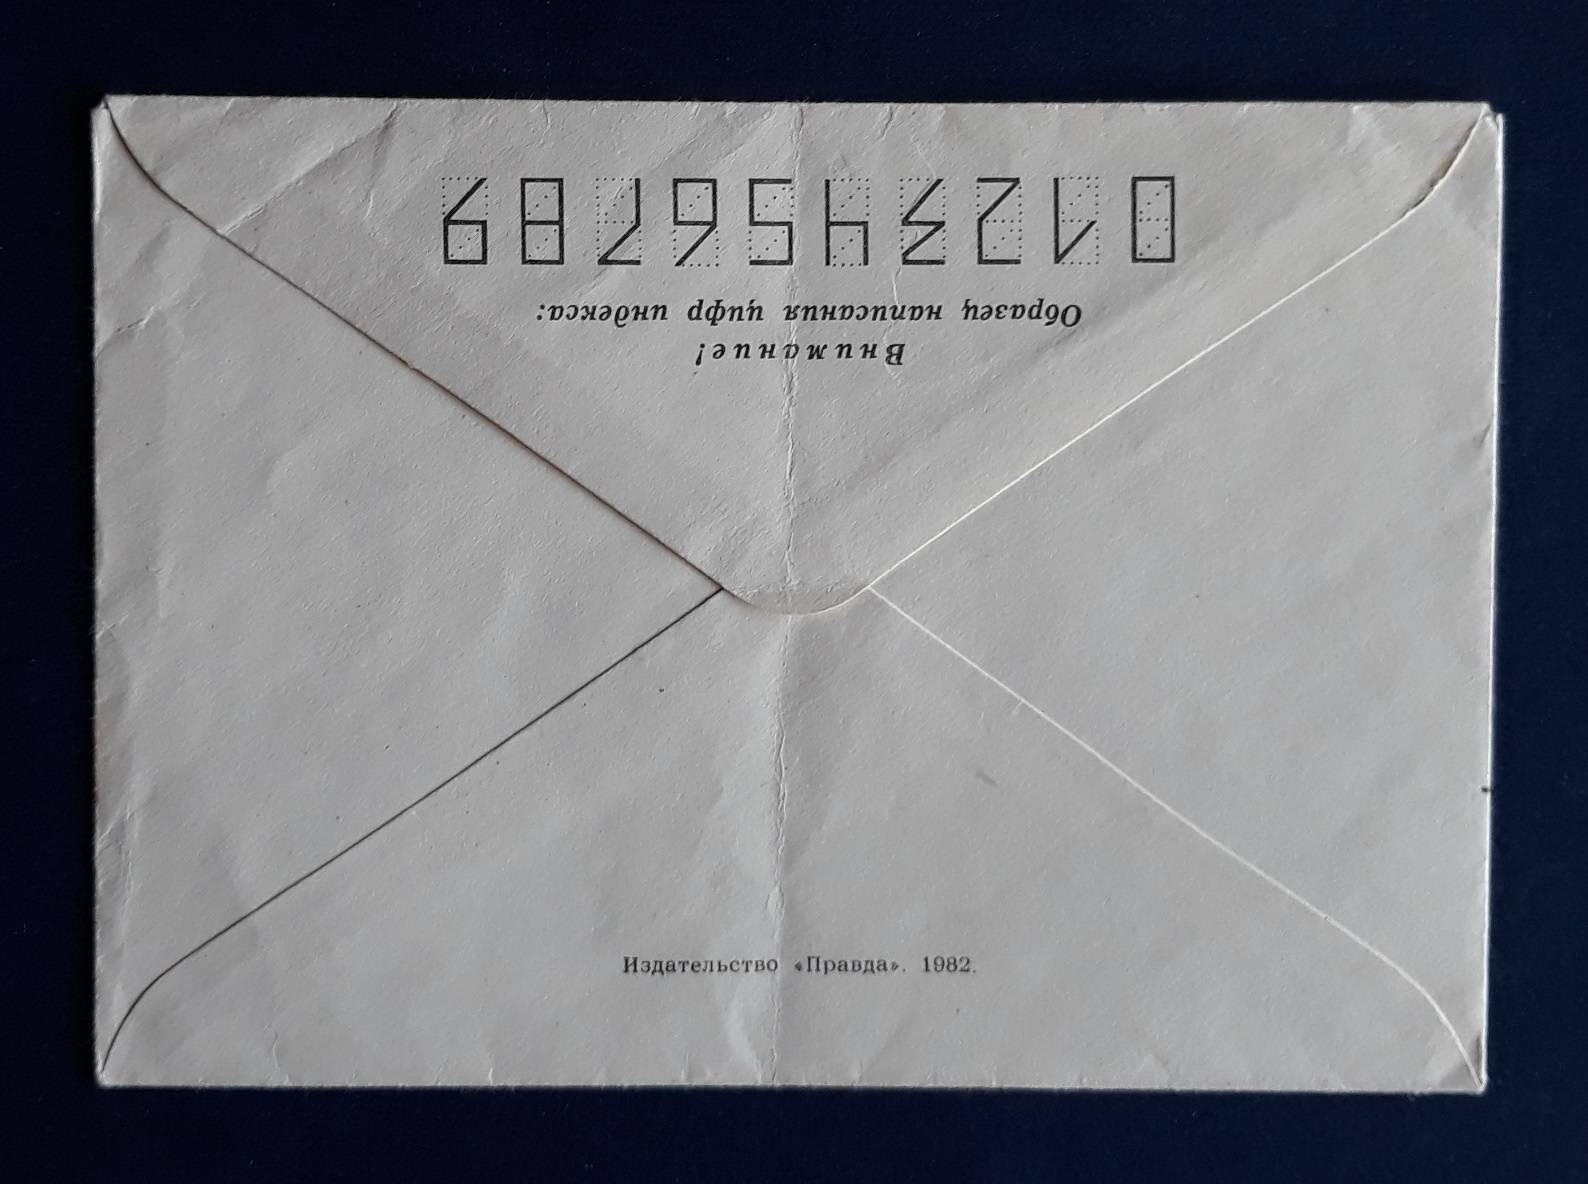 Внимание!
Образец написания цифр индекса:
0123456789
Издательство «Правда». 1982.